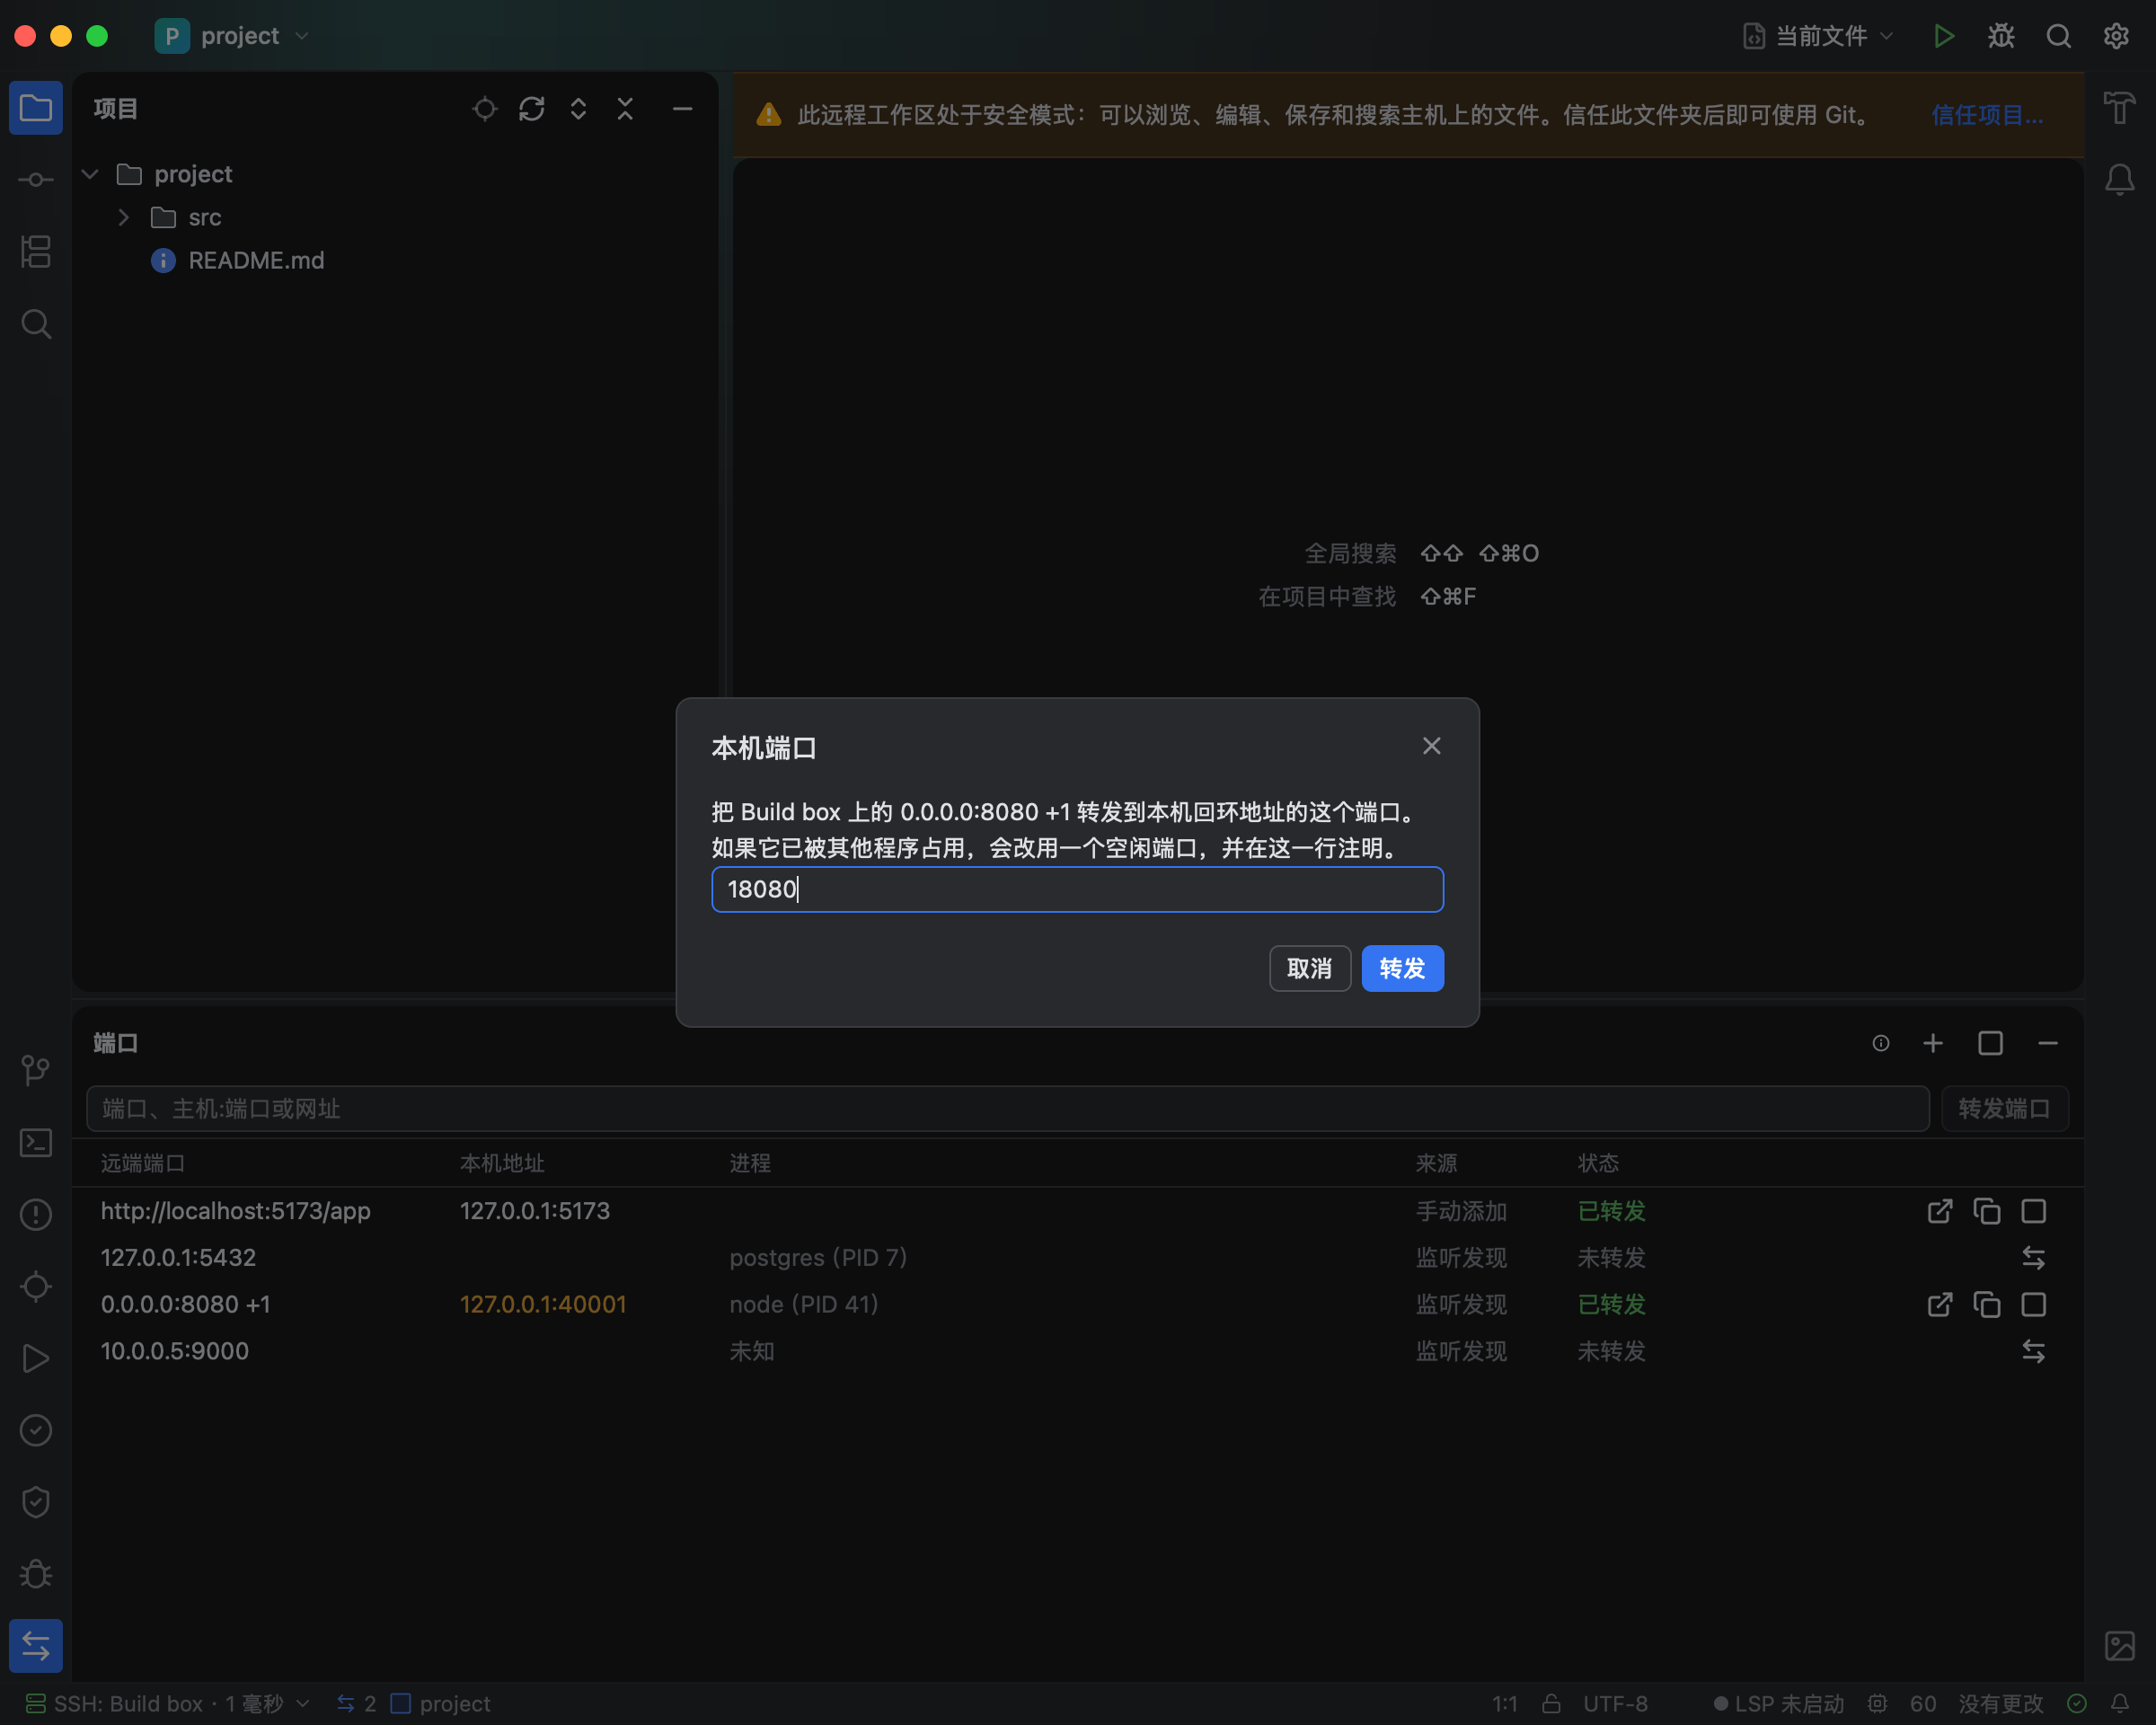 P project
当前文件
项目
此远程工作区处于安全模式：可以浏览、编辑、保存和搜索主机上的文件。信任此文件夹后即可使用 Git。 信任项目...
project
src
README.md
全局搜索 ⇧⇧ ⇧⌘O
在项目中查找 ⇧⌘F
本机端口
把 Build box 上的 0.0.0.0:8080 +1 转发到本机回环地址的这个端口。
如果它已被其他程序占用，会改用一个空闲端口，并在这一行注明。
18080
取消 转发
端口
端口、主机:端口或网址 转发端口
远端端口 本机地址 进程 来源 状态
http://localhost:5173/app 127.0.0.1:5173 手动添加 已转发
127.0.0.1:5432 postgres (PID 7) 监听发现 未转发
0.0.0.0:8080 +1 127.0.0.1:40001 node (PID 41) 监听发现 已转发
10.0.0.5:9000 未知 监听发现 未转发
SSH: Build box · 1 毫秒 2 project 1:1 UTF-8 LSP 未启动 60 没有更改